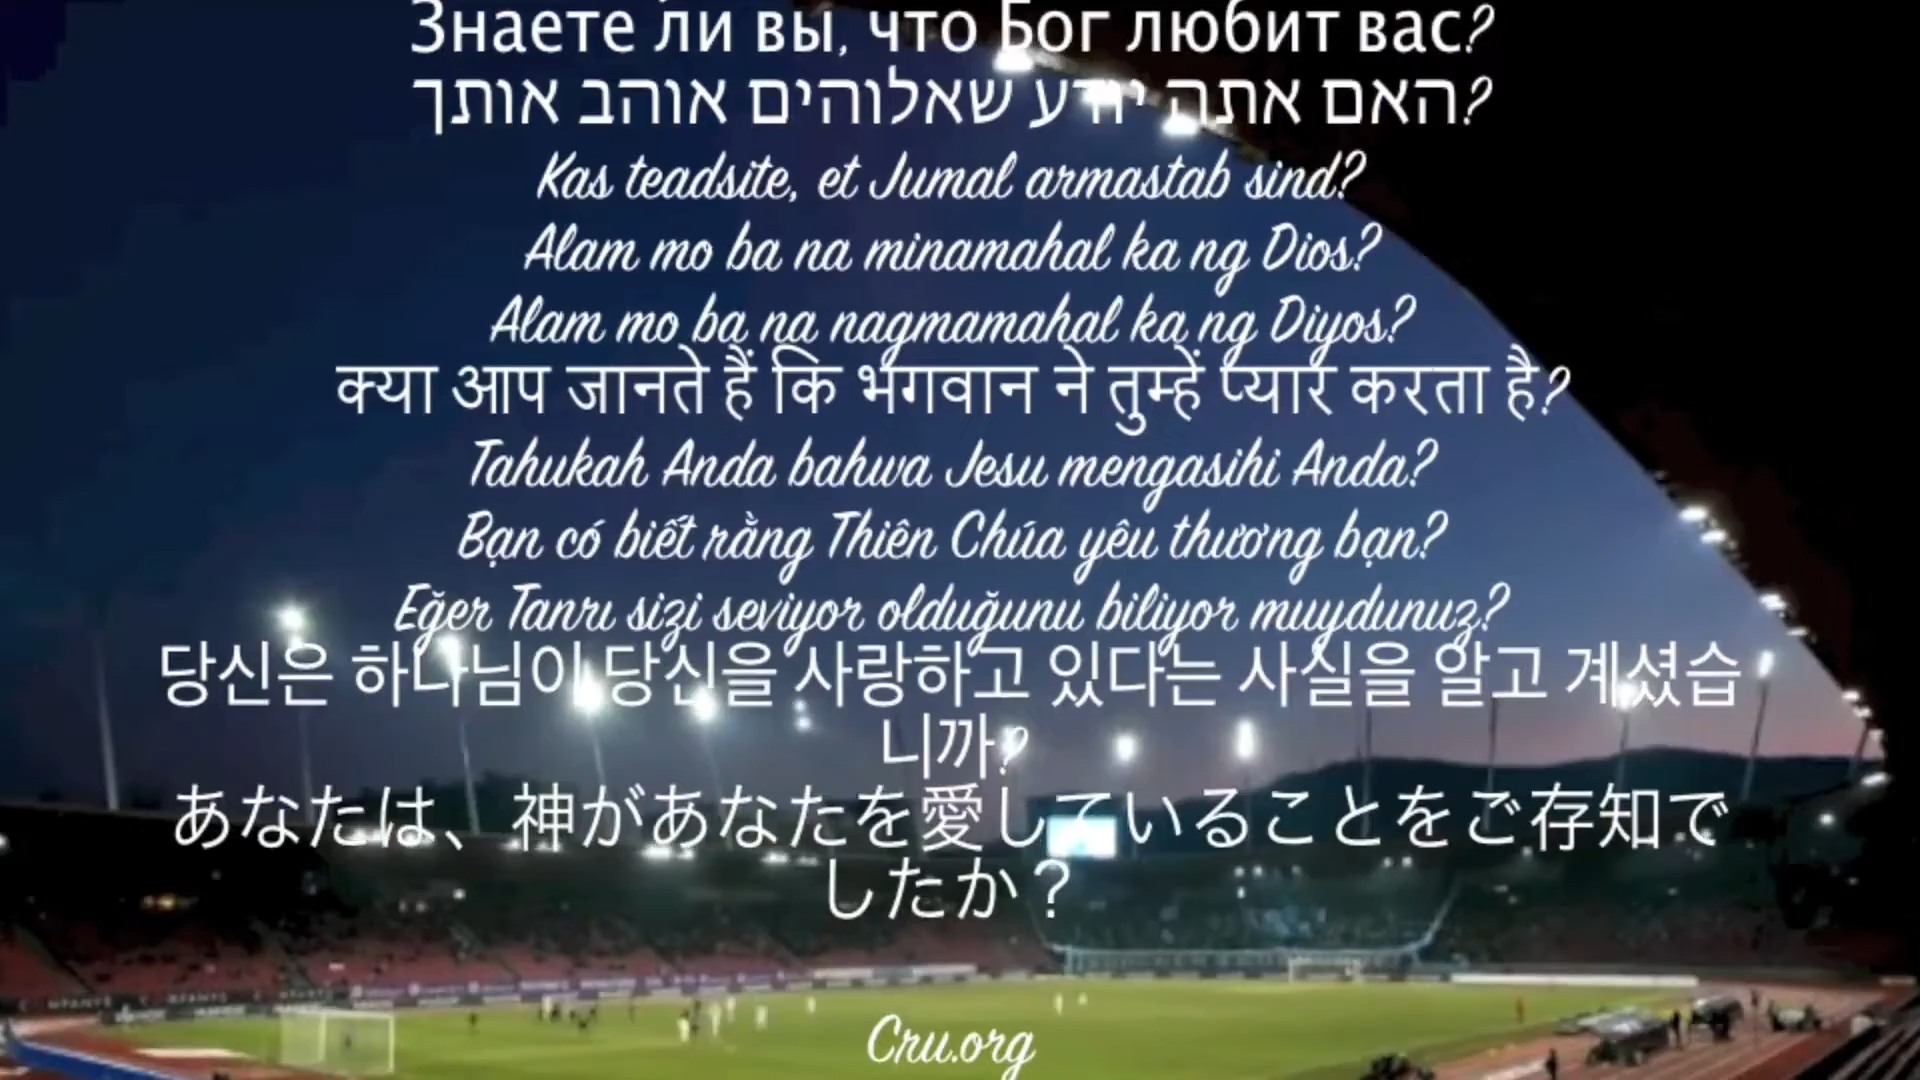 Знаете ли вы, что Бог любит вас?
האם אתה יודע שאלוהים אוהב אותך?
Kas teadsite, et Jumal armastab sind?
Alam mo ba na minamahal ka ng Dios?
Alam mo ba na nagmamahal ka ng Diyos?
क्या आप जानते हैं कि भगवान ने तुम्हें प्यार करता है?
Tahukah Anda bahwa Jesu mengasihi Anda?
Bạn có biết rằng Thiên Chúa yêu thương bạn?
Eğer Tanrı sizi seviyor olduğunu biliyor muydunuz?
당신은 하나님이 당신을 사랑하고 있다는 사실을 알고 계셨습
니까?
あなたは、神があなたを愛していることをご存知で
したか？
Cru.org